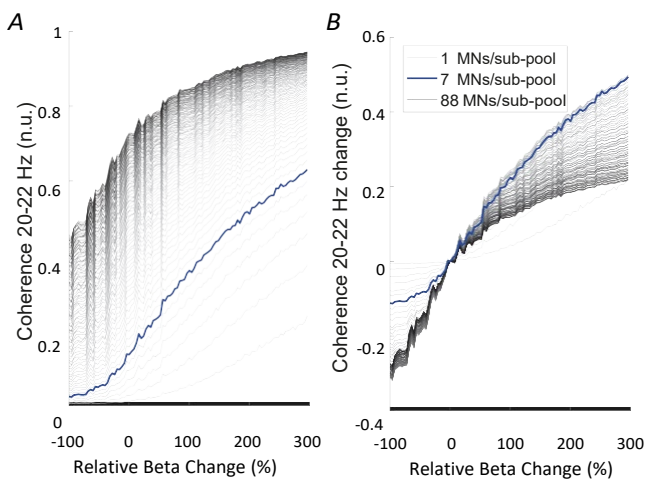 A
B
Coherence 20-22 Hz (n.u.)
1
0.8
0.6
0.4
0.2
0
-100
0
100
200
300
Relative Beta Change (%)
Coherence 20-22 Hz change (n.u.)
0.6
0.4
0.2
0
-0.2
-0.4
1 MNs/sub-pool
7 MNs/sub-pool
88 MNs/sub-pool
-100
0
100
200
300
Relative Beta Change (%)